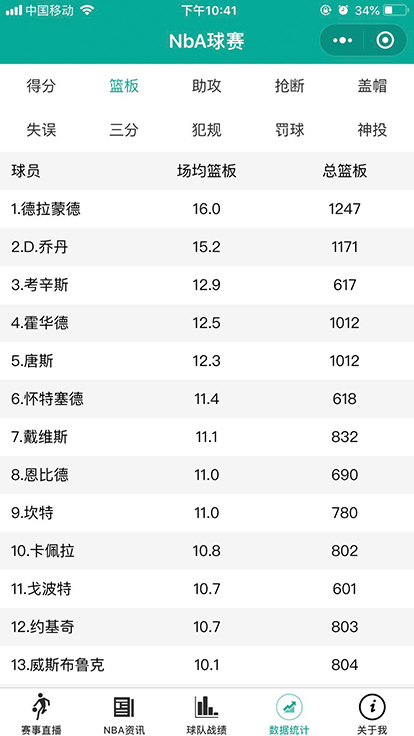 中国移动 下午10:41 34%
NbA球赛
得分 篮板 助攻 抢断 盖帽
失误 三分 犯规 罚球 神投
球员 场均篮板 总篮板
1.德拉蒙德 16.0 1247
2.D.乔丹 15.2 1171
3.考辛斯 12.9 617
4.霍华德 12.5 1012
5.唐斯 12.3 1012
6.怀特塞德 11.4 618
7.戴维斯 11.1 832
8.恩比德 11.0 690
9.坎特 11.0 780
10.卡佩拉 10.8 802
11.戈波特 10.7 601
12.约基奇 10.7 803
13.威斯布鲁克 10.1 804
赛事直播 NBA资讯 球队战绩 数据统计 关于我